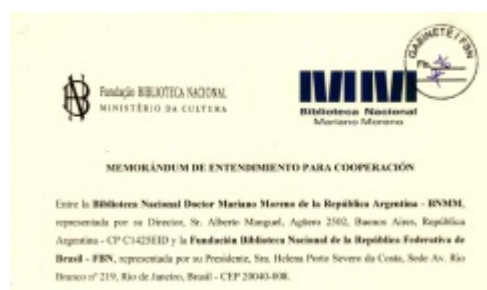 GABINETE / FBN
Fls.
Fundação BIBLIOTECA NACIONAL
MINISTÉRIO DA CULTURA
Biblioteca Nacional
Mariano Moreno
MEMORÁNDUM DE ENTENDIMIENTO PARA COOPERACIÓN
Entre la Biblioteca Nacional Doctor Mariano Moreno de la República Argentina - BNMM,
representada por su Director, Sr. Alberto Manguel, Agüero 2502, Buenos Aires, República
Argentina - CP C1425EID y la Fundación Biblioteca Nacional de la República Federativa de
Brasil - FBN, representada por su Presidente, Sra. Helena Porto Severo da Costa, Sede Av. Rio
Branco nº 219, Rio de Janeiro, Brasil - CEP 20040-008.